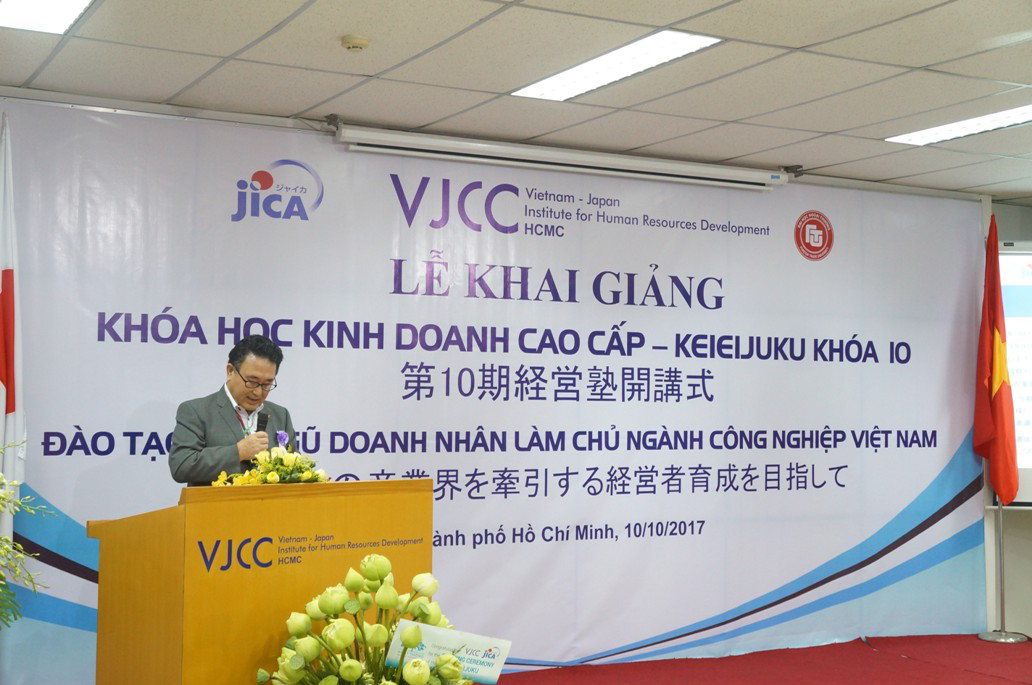 ジャイカ
JICA
VJCC
Vietnam - Japan
Institute for Human Resources Development
HCMC
LỄ KHAI GIẢNG
KHÓA HỌC KINH DOANH CAO CẤP – KEIEIJUKU KHÓA 10
第10期経営塾開講式
ĐÀO TẠO NGŨ DOANH NHÂN LÀM CHỦ NGÀNH CÔNG NGHIỆP VIỆT NAM
の産業界を牽引する経営者育成を目指して
phố Hồ Chí Minh, 10/10/2017
VJCC
Vietnam - Japan
Institute for Human Resources Development
HCMC
VJCC JICA
CEREMONY